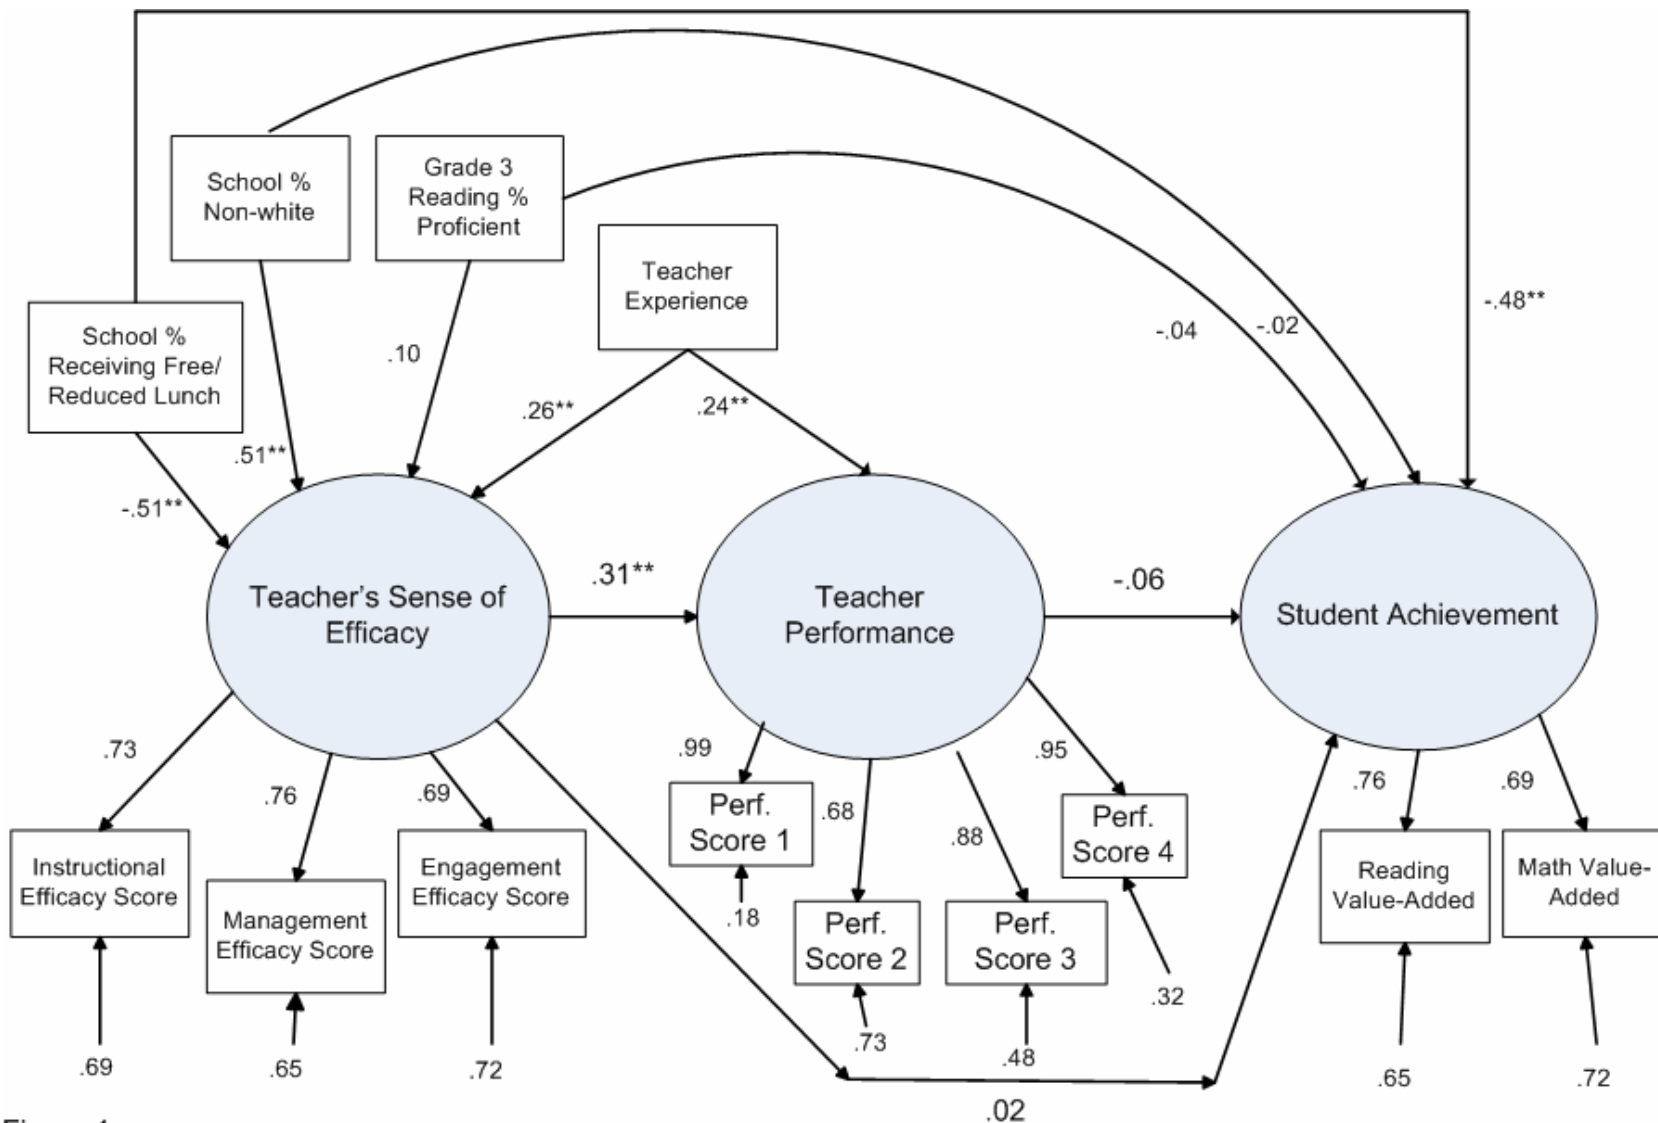 School %
Non-white
Grade 3
Reading %
Proficient
Teacher
Experience
School %
Receiving Free/
Reduced Lunch
-.48**
-.04
-.02
.10
.26**
.24**
.51**
-.51**
Teacher's Sense of
Efficacy
.31**
Teacher
Performance
-.06
Student Achievement
.73
.76
.69
.99
.68
.88
.95
.76
.69
Instructional
Efficacy Score
Management
Efficacy Score
Engagement
Efficacy Score
Perf.
Score 1
Perf.
Score 2
Perf.
Score 3
Perf.
Score 4
Reading
Value-Added
Math Value-
Added
.18
.73
.48
.32
.69
.65
.72
.65
.72
.02